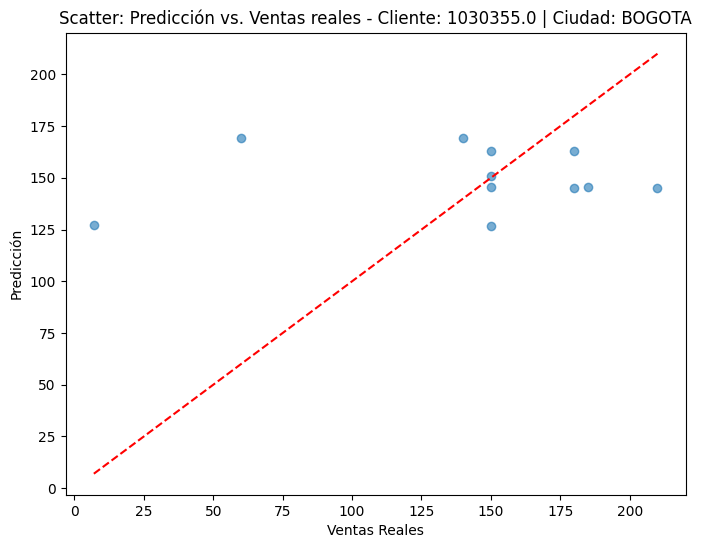 Scatter: Predicción vs. Ventas reales - Cliente: 1030355.0 | Ciudad: BOGOTA
200
175
150
125
100
75
50
25
0
Predicción
0 25 50 75 100 125 150 175 200
Ventas Reales